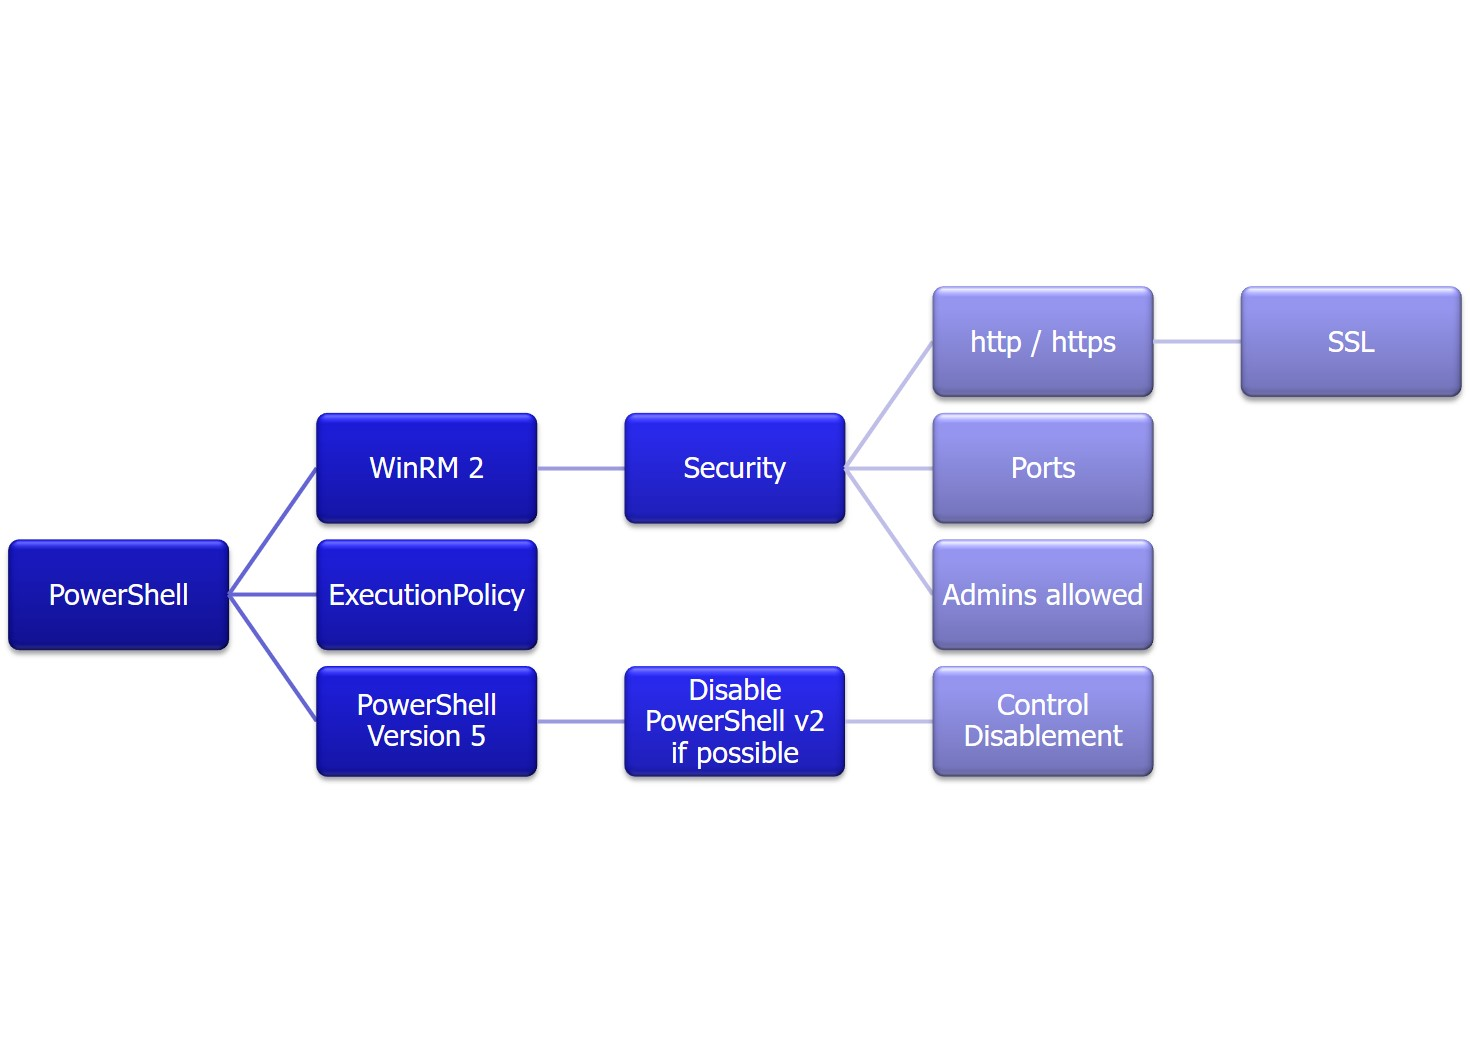 http / https
SSL
WinRM 2
Security
Ports
PowerShell
ExecutionPolicy
Admins allowed
PowerShell
Version 5
Disable
PowerShell v2
if possible
Control
Disablement